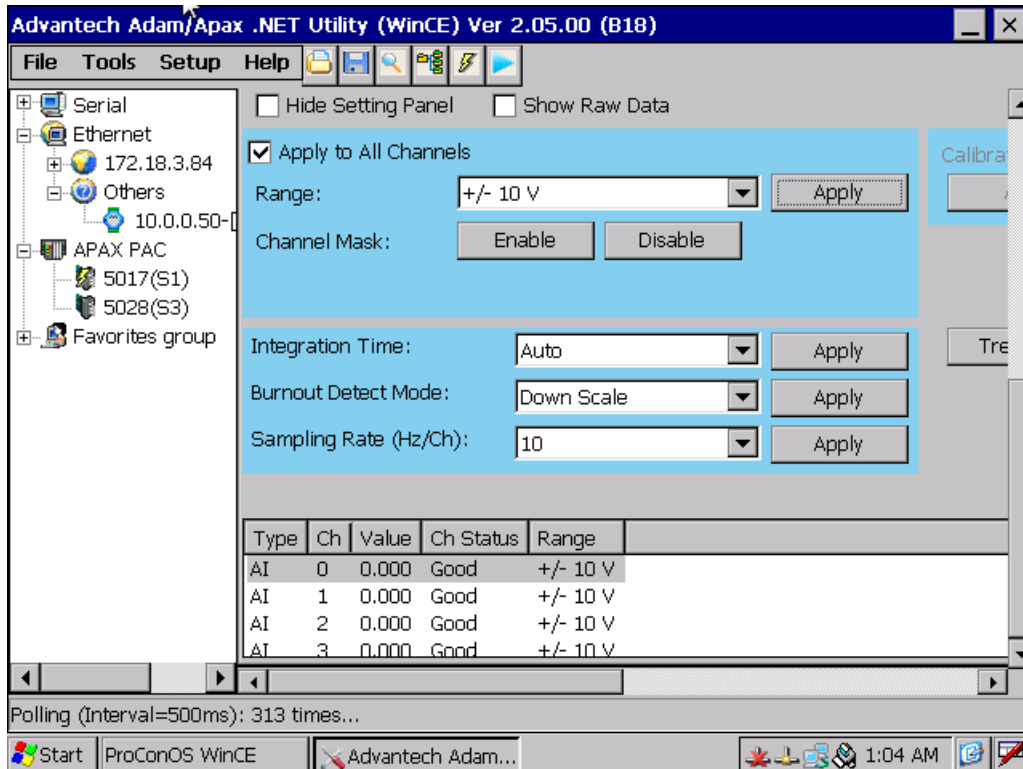 Advantech Adam/Apax .NET Utility (WinCE) Ver 2.05.00 (B18)
File Tools Setup Help
Serial
Ethernet
172.18.3.84
Others
10.0.0.50-[
APAX PAC
5017(S1)
5028(S3)
Favorites group
Hide Setting Panel Show Raw Data
Apply to All Channels
Range: +/- 10 V Apply
Channel Mask: Enable Disable
Calibra
Integration Time: Auto Apply
Tre
Burnout Detect Mode: Down Scale Apply
Sampling Rate (Hz/Ch): 10 Apply
Type Ch Value Ch Status Range
AI 0 0.000 Good +/- 10 V
AI 1 0.000 Good +/- 10 V
AI 2 0.000 Good +/- 10 V
AI 3 0.000 Good +/- 10 V
Polling (Interval=500ms): 313 times...
Start ProConOS WinCE Advantech Adam... 1:04 AM